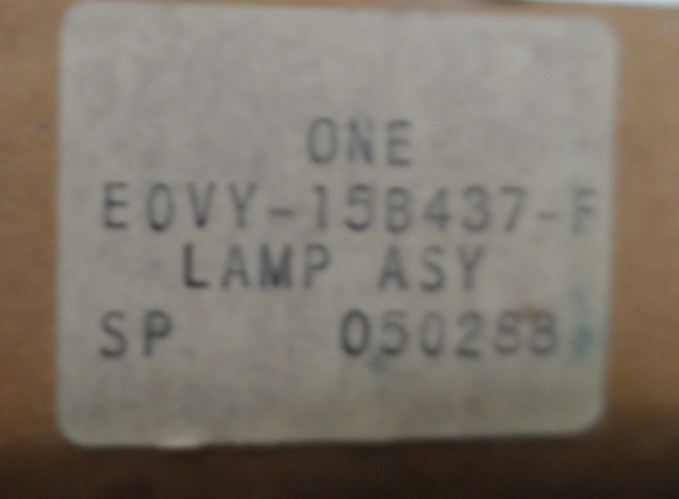 ONE
E0VY-15B437-F
LAMP ASY
SP 050288